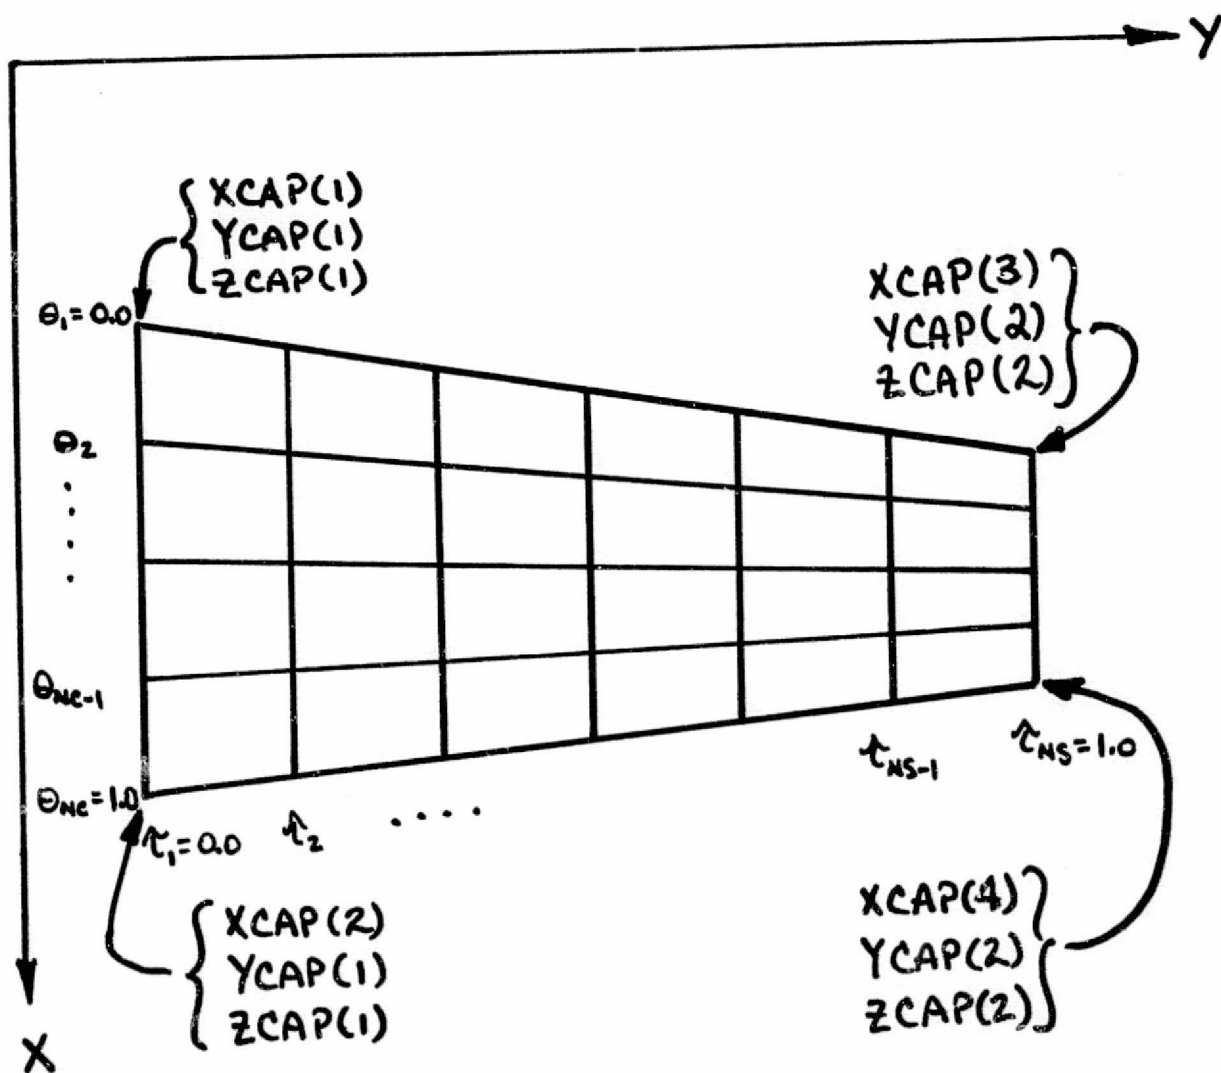 Y
XCAP(1)
YCAP(1)
ZCAP(1)
XCAP(3)
YCAP(2)
ZCAP(2)
θ₁=0.0
θ₂
θNC-1
θNC=1.0
τ₁=0.0
τ₂
....
τNS-1
τNS=1.0
XCAP(2)
YCAP(1)
ZCAP(1)
XCAP(4)
YCAP(2)
ZCAP(2)
X